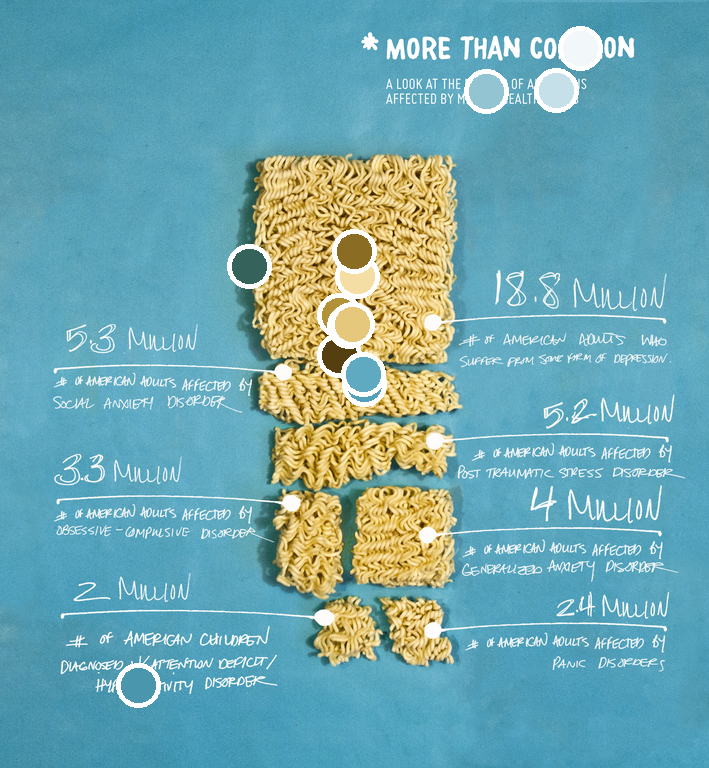 * MORE THAN
A LOOK AT THE OF
AFFECTED BY
18.8 MILLION
# OF AMERICAN ADULTS WHO
SUFFER FROM SOME FORM OF DEPRESSION.
5.3 MILLION
# OF AMERICAN ADULTS AFFECTED BY
SOCIAL ANXIETY DISORDER
5.2 MILLION
# OF AMERICAN ADULTS AFFECTED BY
POST TRAUMATIC STRESS DISORDER
3.3 MILLION
# OF AMERICAN ADULTS AFFECTED BY
OBSESSIVE-COMPULSIVE DISORDER
4 MILLION
# OF AMERICAN ADULTS AFFECTED BY
GENERALIZED ANXIETY DISORDER
2 MILLION
# OF AMERICAN CHILDREN
DIAGNOSED W/ATTENTION DEFICIT/
DISORDER
2.4 MILLION
# OF AMERICAN ADULTS AFFECTED BY
PANIC DISORDERS